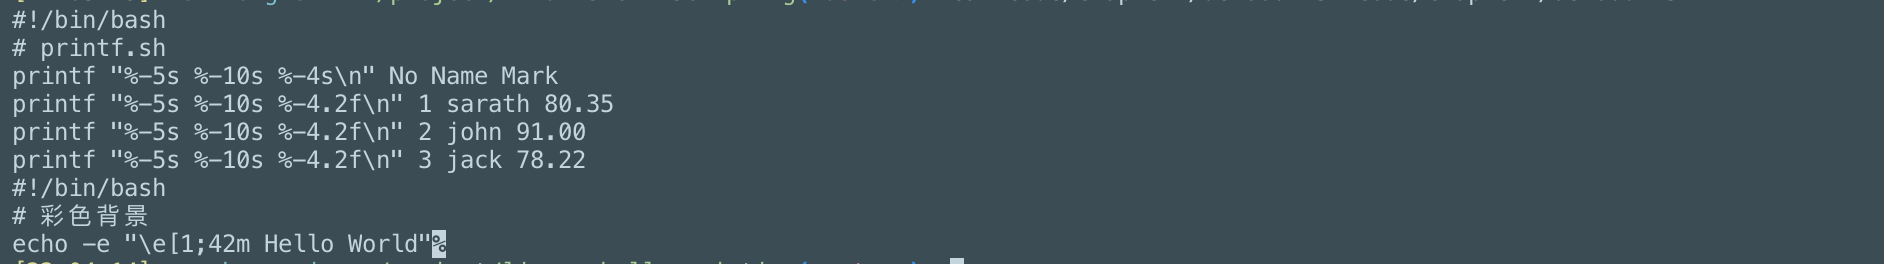 #!/bin/bash
# printf.sh
printf "%-5s %-10s %-4s\n" No Name Mark
printf "%-5s %-10s %-4.2f\n" 1 sarath 80.35
printf "%-5s %-10s %-4.2f\n" 2 john 91.00
printf "%-5s %-10s %-4.2f\n" 3 jack 78.22
#!/bin/bash
# 彩色背景
echo -e "\e[1;42m Hello World"%